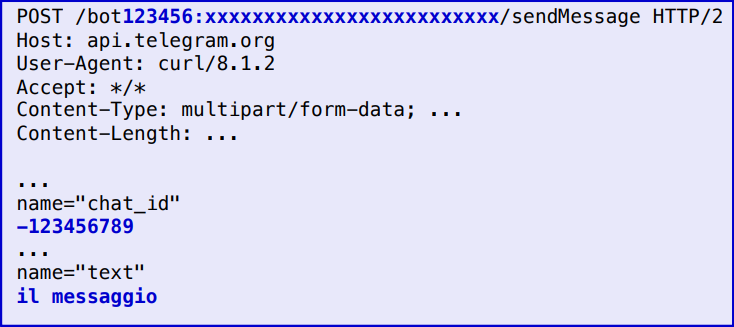 POST /bot123456:xxxxxxxxxxxxxxxxxxxxxxxxx/sendMessage HTTP/2
Host: api.telegram.org
User-Agent: curl/8.1.2
Accept: */*
Content-Type: multipart/form-data; ...
Content-Length: ...
...
name="chat_id"
-123456789
...
name="text"
il messaggio